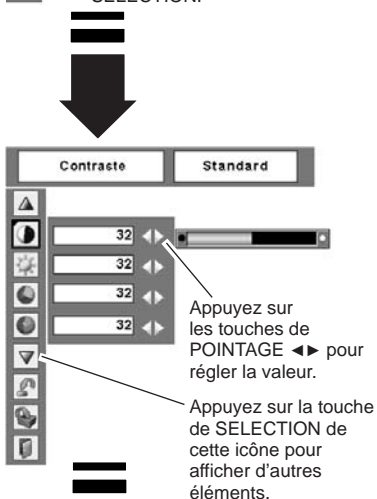 SELECTION.
Contraste Standard
32
32
32
32
Appuyez sur
les touches de
POINTAGE ◄► pour
régler la valeur.
Appuyez sur la touche
de SELECTION de
cette icône pour
afficher d'autres
éléments.